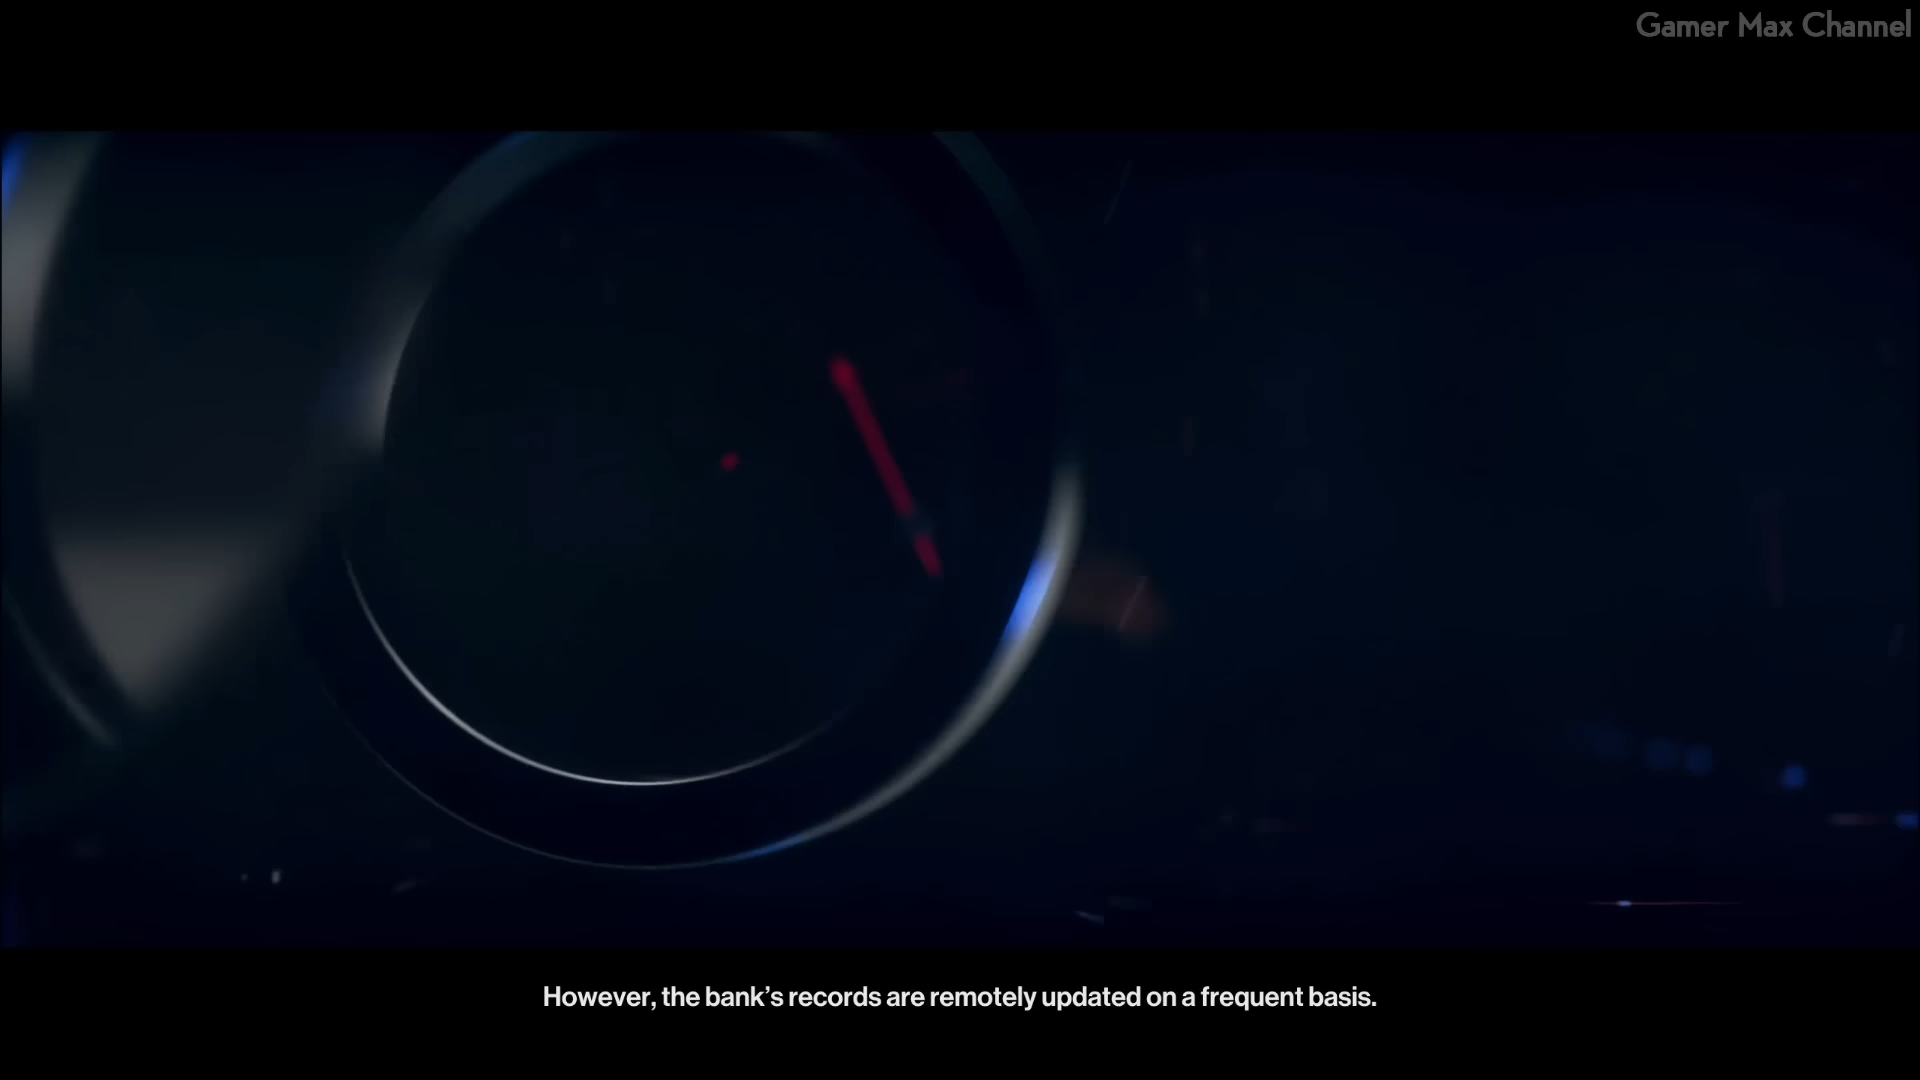 Gamer Max Channel
However, the bank's records are remotely updated on a frequent basis.